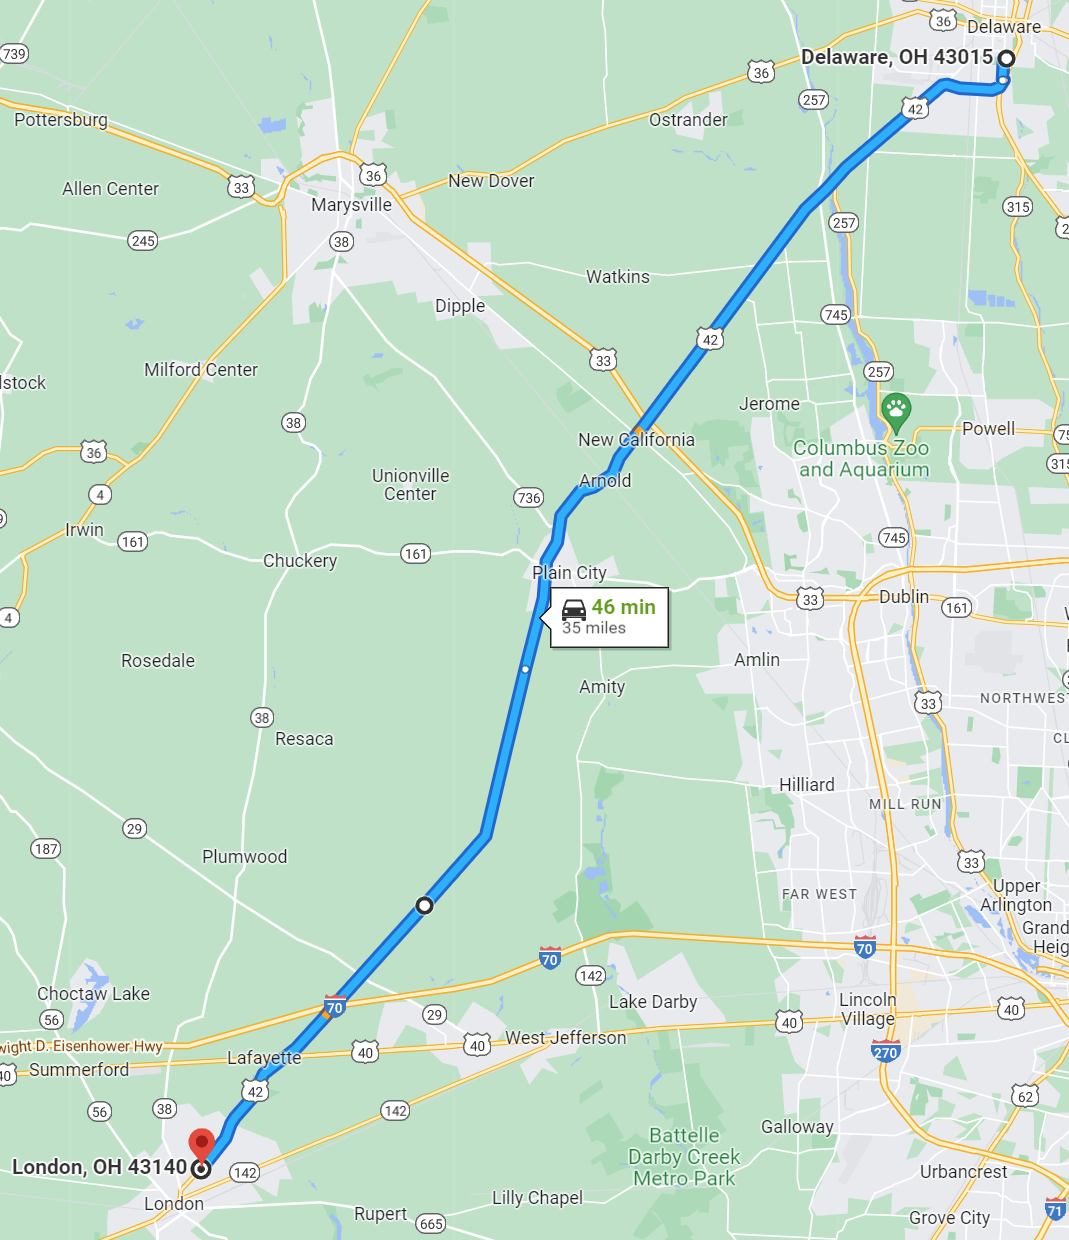 36
Delaware
739
Delaware, OH 43015
36
257
42
Pottersburg
Ostrander
36
33
New Dover
Allen Center
Marysville
315
257
245
38
Watkins
Dipple
745
42
33
Milford Center
257
Jerome
38
New California
Powell
Columbus Zoo
and Aquarium
36
315
Unionville
Center
Arnold
4
736
Irwin
161
745
161
Chuckery
Plain City
46 min
35 miles
33
Dublin
161
4
Rosedale
Amlin
Amity
NORTHWEST
33
38
Resaca
Hilliard
MILL RUN
29
187
Plumwood
33
FAR WEST
Upper
Arlington
Grand
Heig
70
70
142
Choctaw Lake
70
Lake Darby
Lincoln
Village
29
56
40
40
West Jefferson
40
wight D. Eisenhower Hwy
Lafayette
40
270
Summerford
40
42
62
56
38
142
Galloway
Battelle
Darby Creek
Metro Park
London, OH 43140
142
Urbancrest
London
Lilly Chapel
Rupert
665
Grove City
71